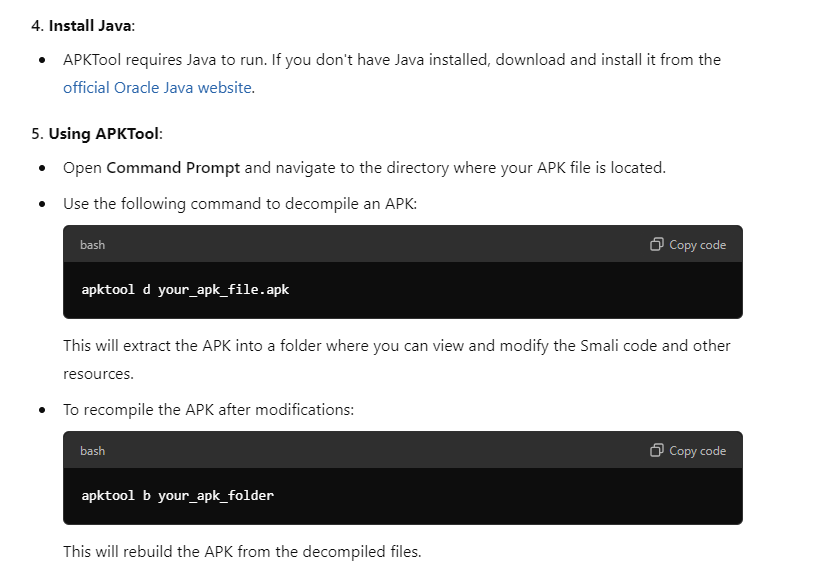 4. Install Java:
• APKTool requires Java to run. If you don't have Java installed, download and install it from the
official Oracle Java website.
5. Using APKTool:
• Open Command Prompt and navigate to the directory where your APK file is located.
• Use the following command to decompile an APK:
bash Copy code
apktool d your_apk_file.apk
This will extract the APK into a folder where you can view and modify the Smali code and other
resources.
• To recompile the APK after modifications:
bash Copy code
apktool b your_apk_folder
This will rebuild the APK from the decompiled files.